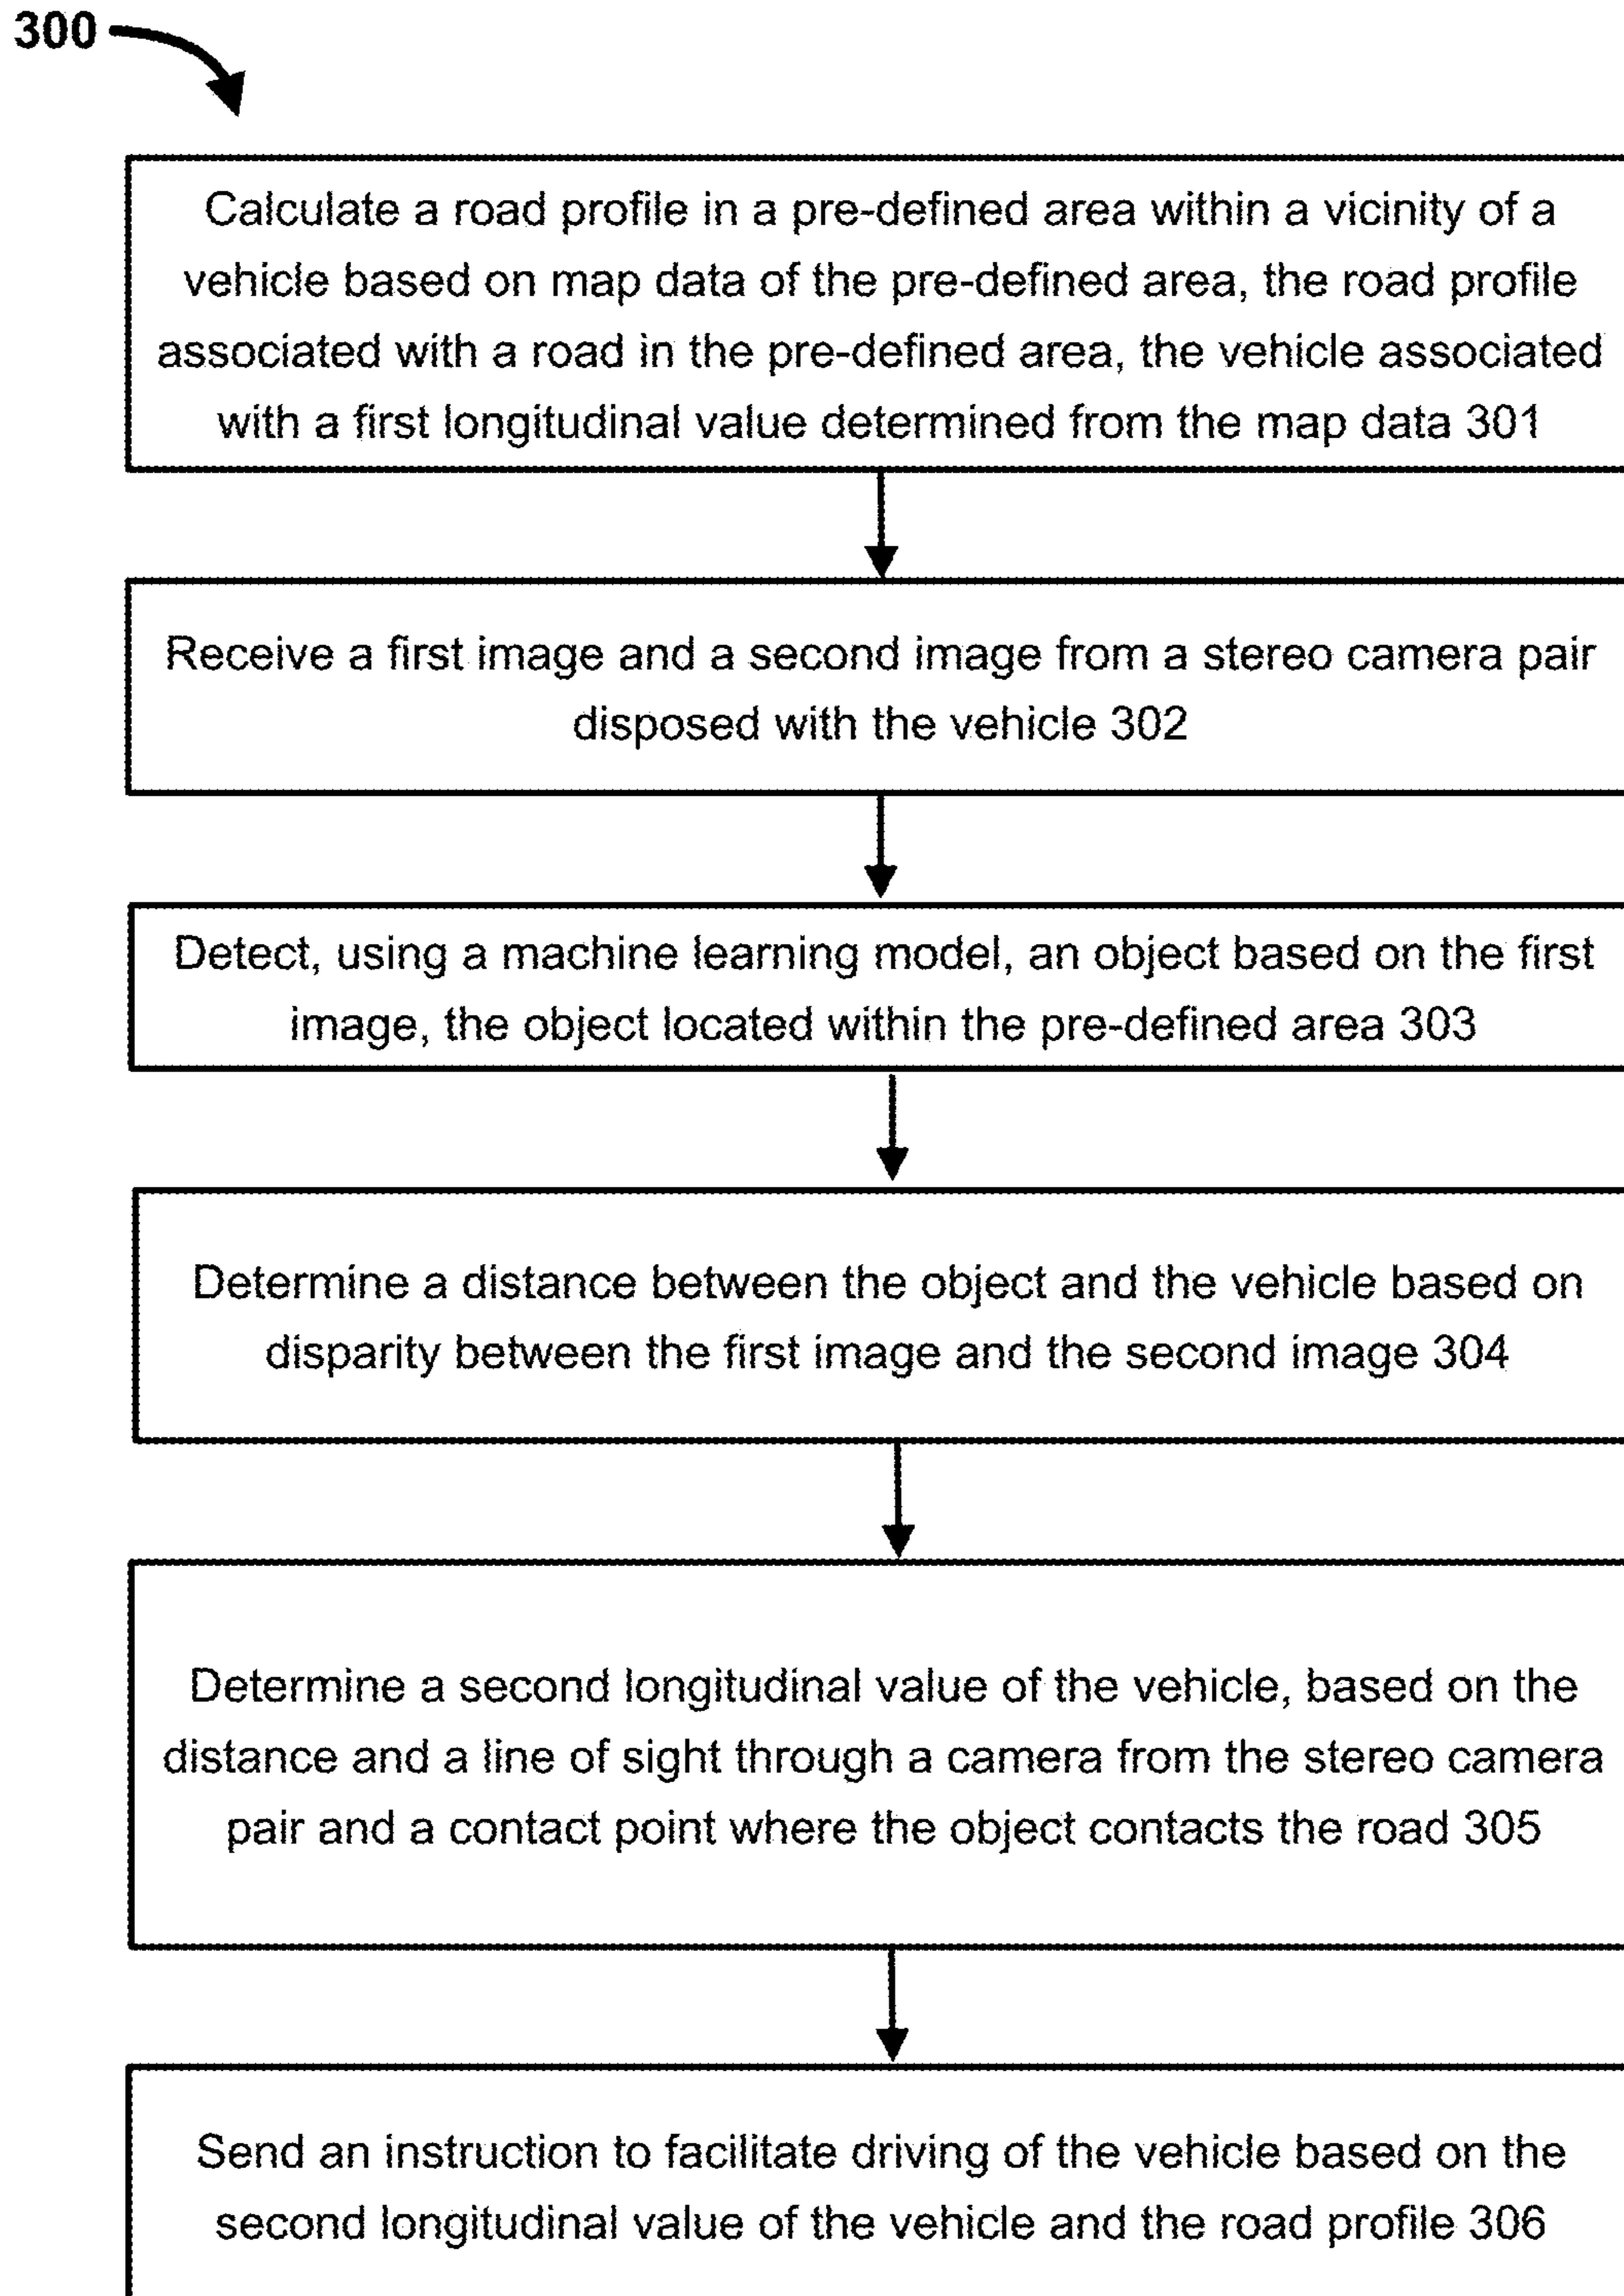 300
Calculate a road profile in a pre-defined area within a vicinity of a
vehicle based on map data of the pre-defined area, the road profile
associated with a road in the pre-defined area, the vehicle associated
with a first longitudinal value determined from the map data 301
Receive a first image and a second image from a stereo camera pair
disposed with the vehicle 302
Detect, using a machine learning model, an object based on the first
image, the object located within the pre-defined area 303
Determine a distance between the object and the vehicle based on
disparity between the first image and the second image 304
Determine a second longitudinal value of the vehicle, based on the
distance and a line of sight through a camera from the stereo camera
pair and a contact point where the object contacts the road 305
Send an instruction to facilitate driving of the vehicle based on the
second longitudinal value of the vehicle and the road profile 306